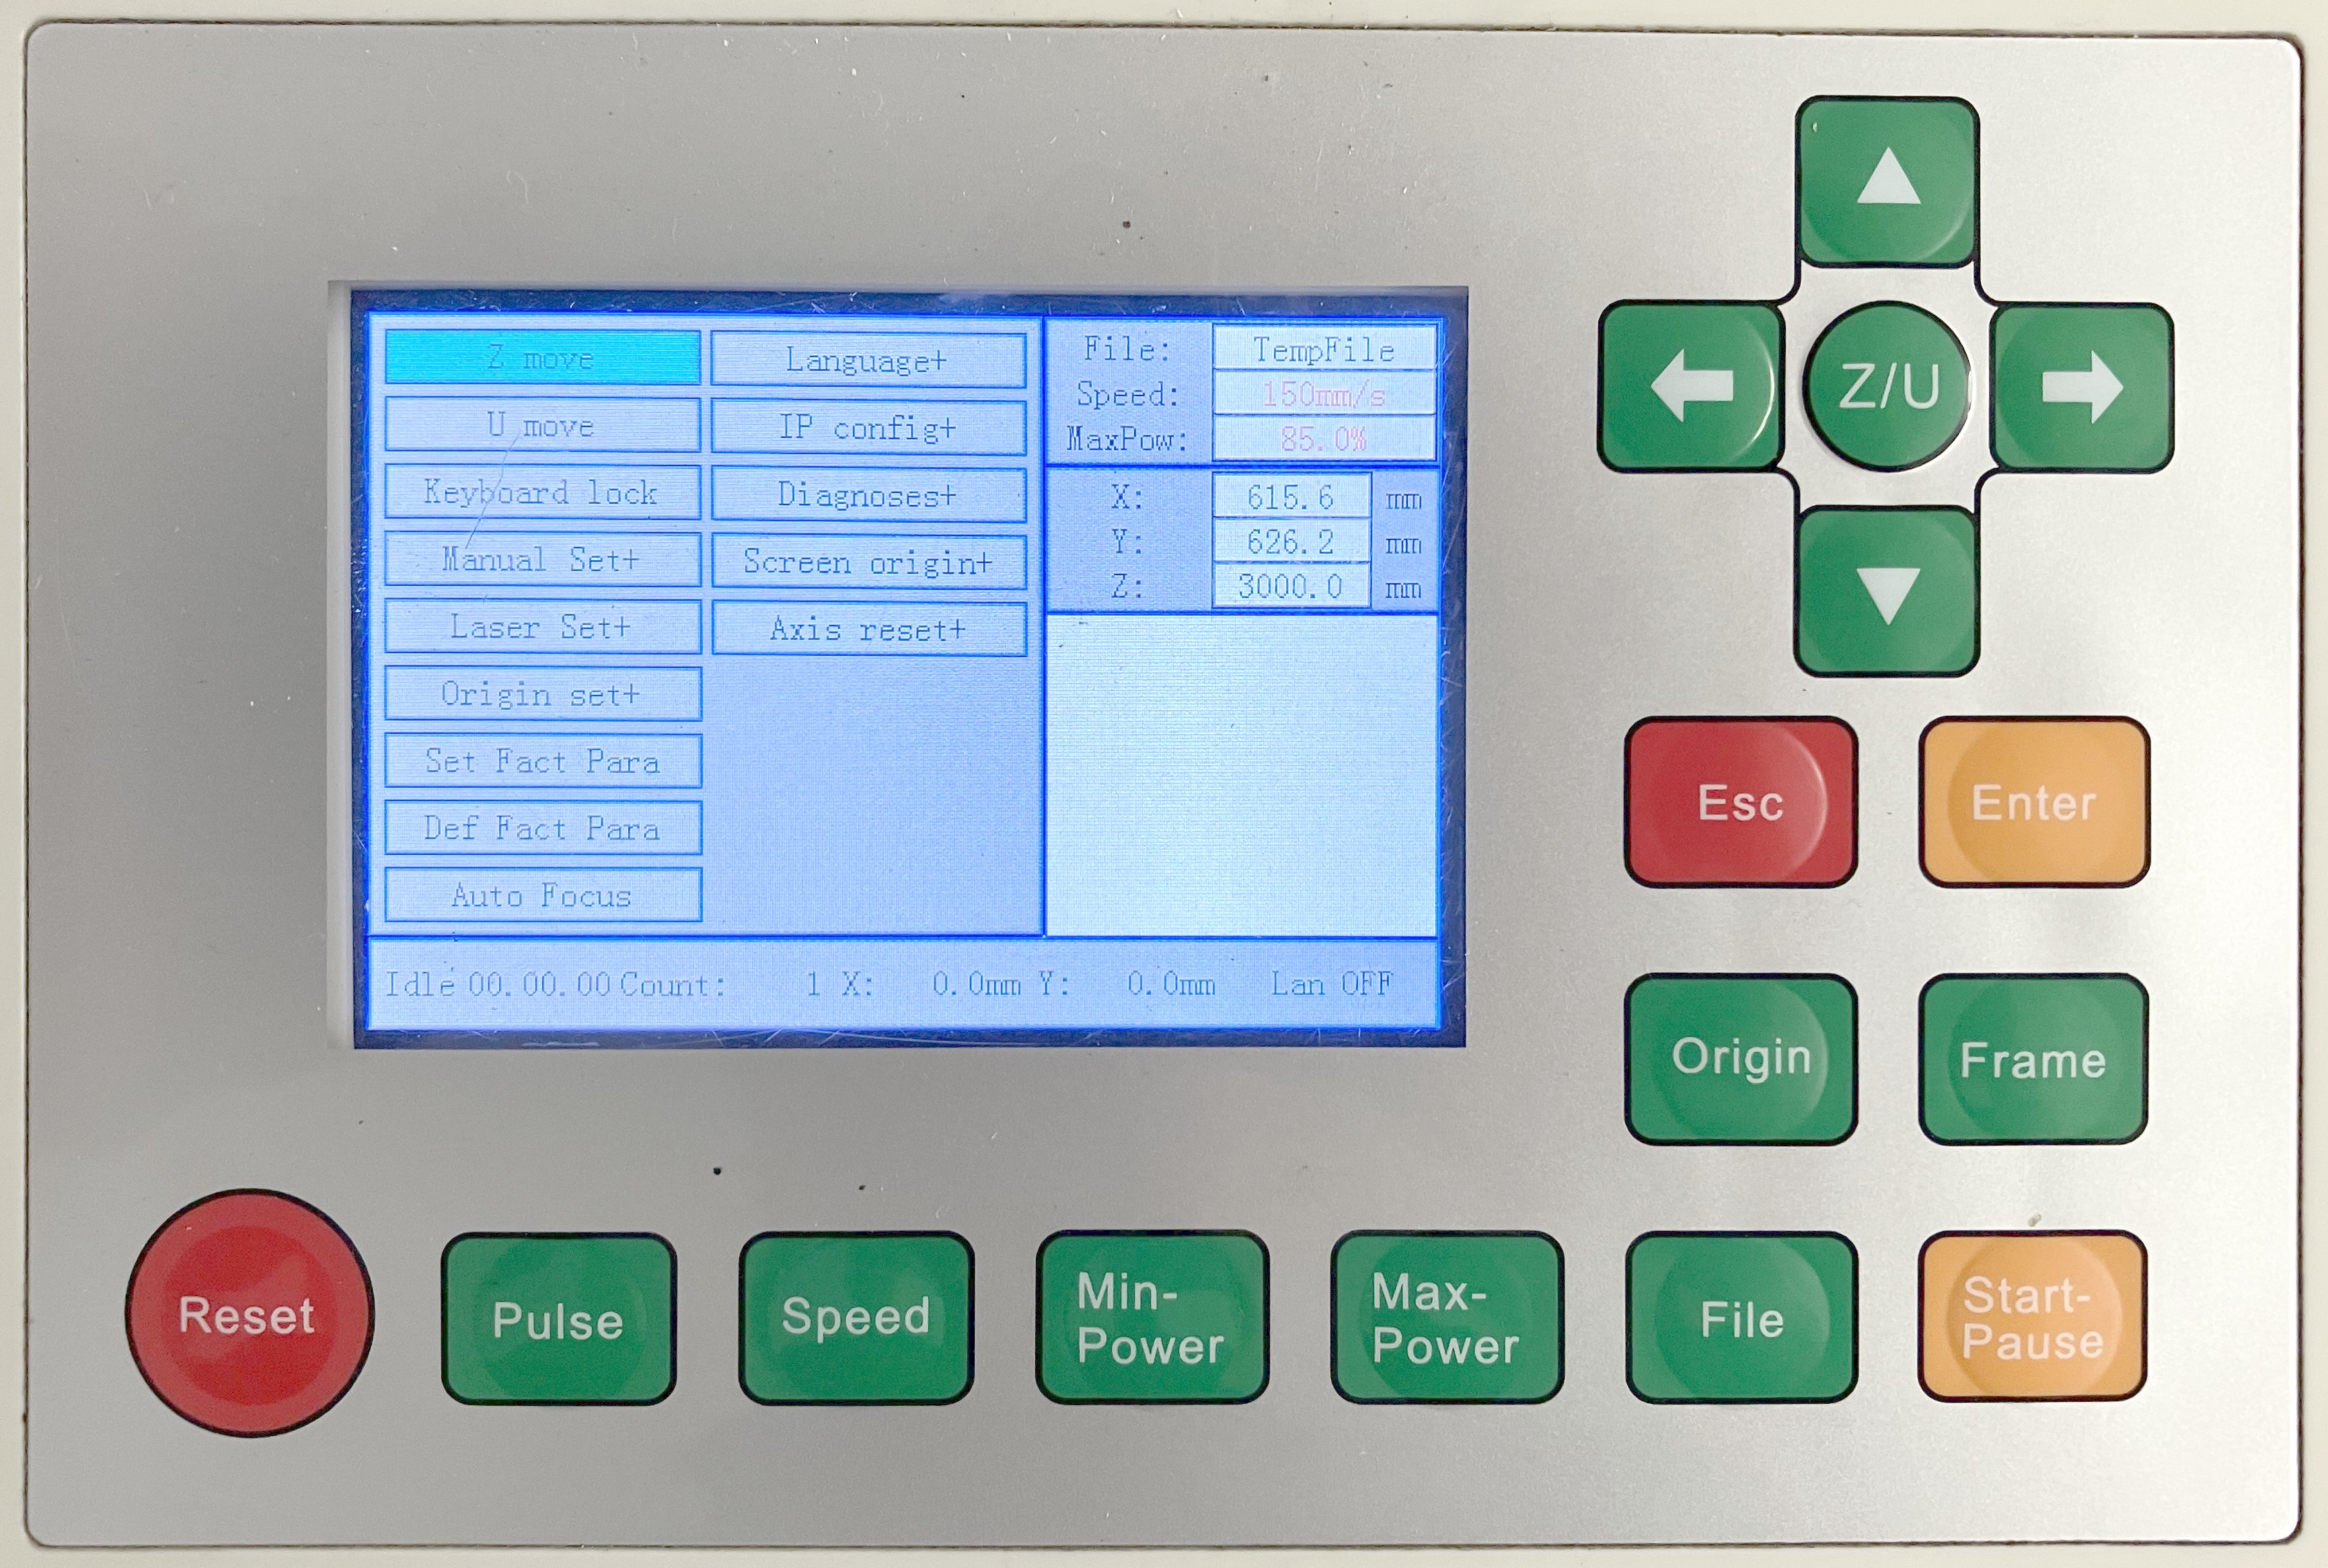 Z move
U move
Keyboard lock
Manual Set+
Laser Set+
Origin set+
Set Fact Para
Def Fact Para
Auto Focus
Language+
IP config+
Diagnoses+
Screen origin+
Axis reset+
File: TempFile
Speed: 150mm/s
MaxPow: 85.0%
X: 615.6 mm
Y: 626.2 mm
Z: 3000.0 mm
Idle 00.00.00 Count: 1 X: 0.0mm Y: 0.0mm Lan OFF
Z/U
Esc
Enter
Origin
Frame
Reset
Pulse
Speed
Min-
Power
Max-
Power
File
Start-
Pause